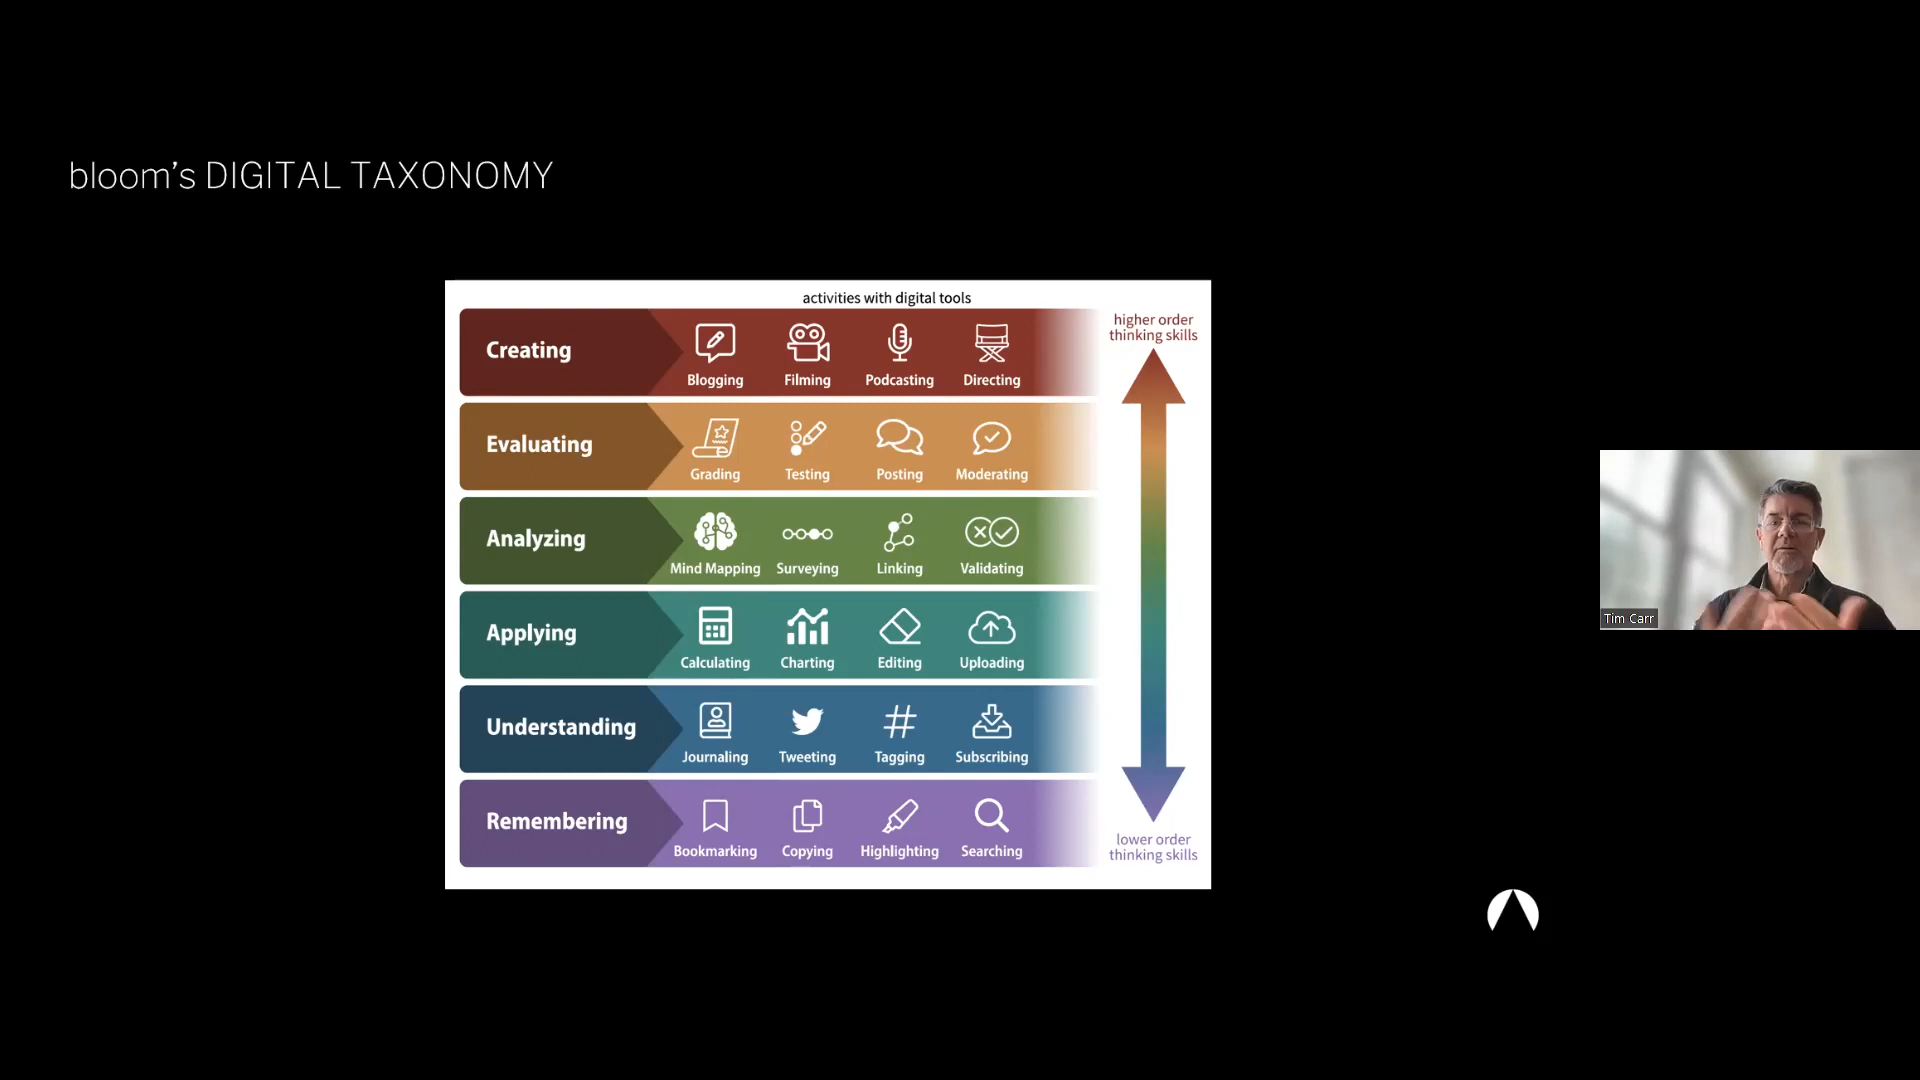 bloom's DIGITAL TAXONOMY
activities with digital tools
higher order
thinking skills
Creating
Blogging Filming Podcasting Directing
Evaluating
Grading Testing Posting Moderating
Analyzing
Mind Mapping Surveying Linking Validating
Applying
Calculating Charting Editing Uploading
Understanding
Journaling Tweeting Tagging Subscribing
Remembering
Bookmarking Copying Highlighting Searching
lower order
thinking skills
Tim Carr